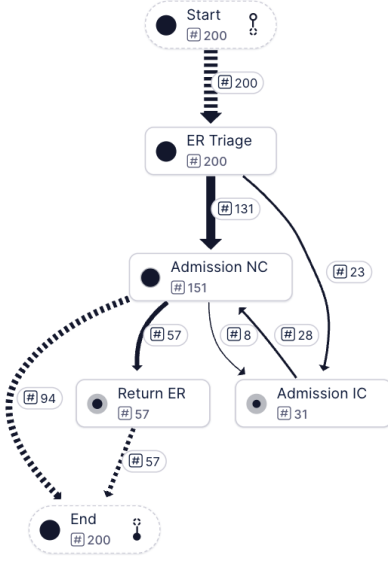 Start
# 200
# 200
ER Triage
# 200
# 131
Admission NC
# 151
# 23
# 57
# 8
# 28
# 94
Return ER
# 57
Admission IC
# 31
# 57
End
# 200